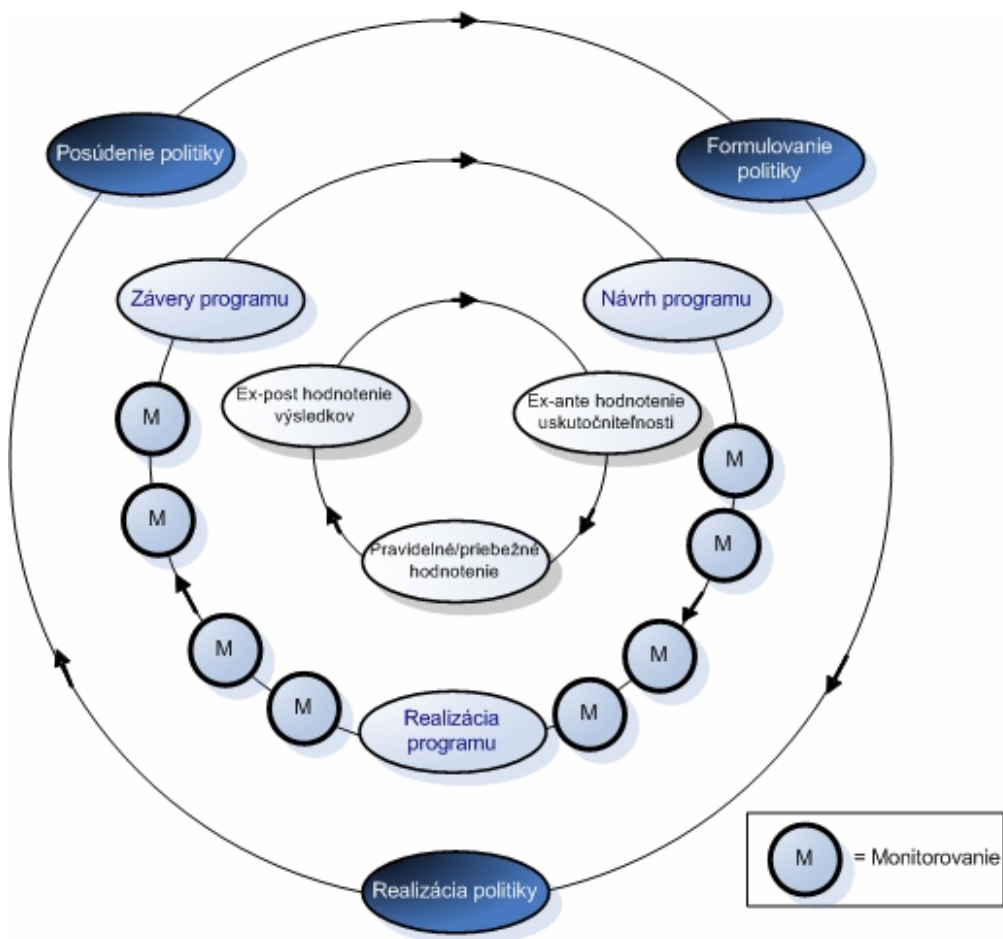 Posúdenie politiky
Formulovanie
politiky
Závery programu
Návrh programu
Ex-post hodnotenie
výsledkov
Ex-ante hodnotenie
uskutočniteľnosti
M
M
M
M
Pravidelné/priebežné
hodnotenie
M
M
M
M
Realizácia
programu
Realizácia politiky
M = Monitorovanie